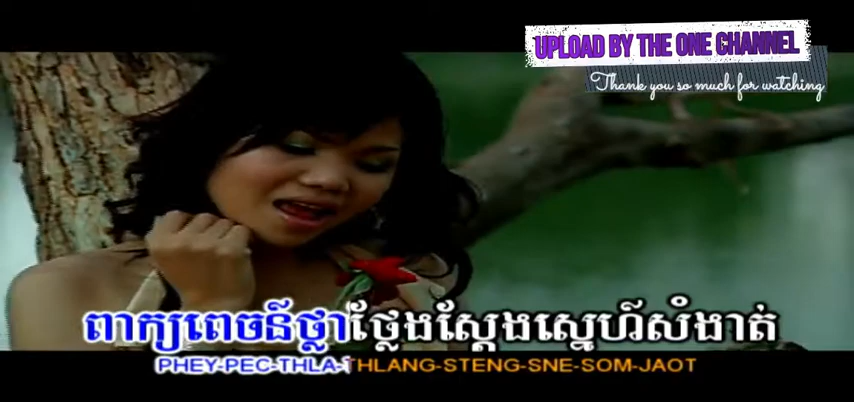 UPLOAD BY THE ONE CHANNEL
Thank you so much for watching
ពាក្យពេចន៍ថ្លាថ្លែងស្តែងស្នេហ៍សំងាត់
PHEY-PEC-THLA-THLANG-STENG-SNE-SOM-JAOT